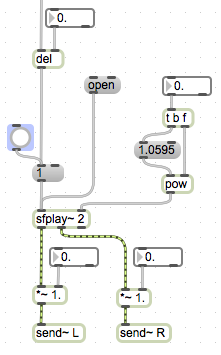 0.
del
open
0.
t b f
1
1.0595
pow
sfplay~ 2
0.
0.
*~ 1.
*~ 1.
send~ L
send~ R